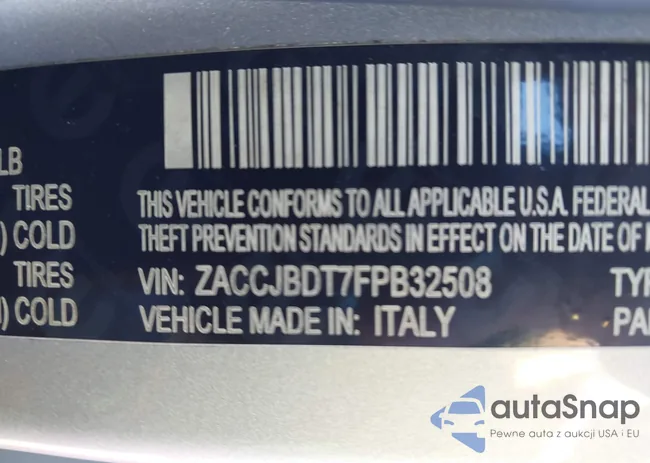 LB
TIRES
) COLD
TIRES
) COLD
THIS VEHICLE CONFORMS TO ALL APPLICABLE U.S.A. FEDERAL
THEFT PREVENTION STANDARDS IN EFFECT ON THE DATE OF
VIN: ZACCJBDT7FPB32508
TYP
VEHICLE MADE IN: ITALY
PAI
autaSnap
Pewne auta z aukcji USA i EU